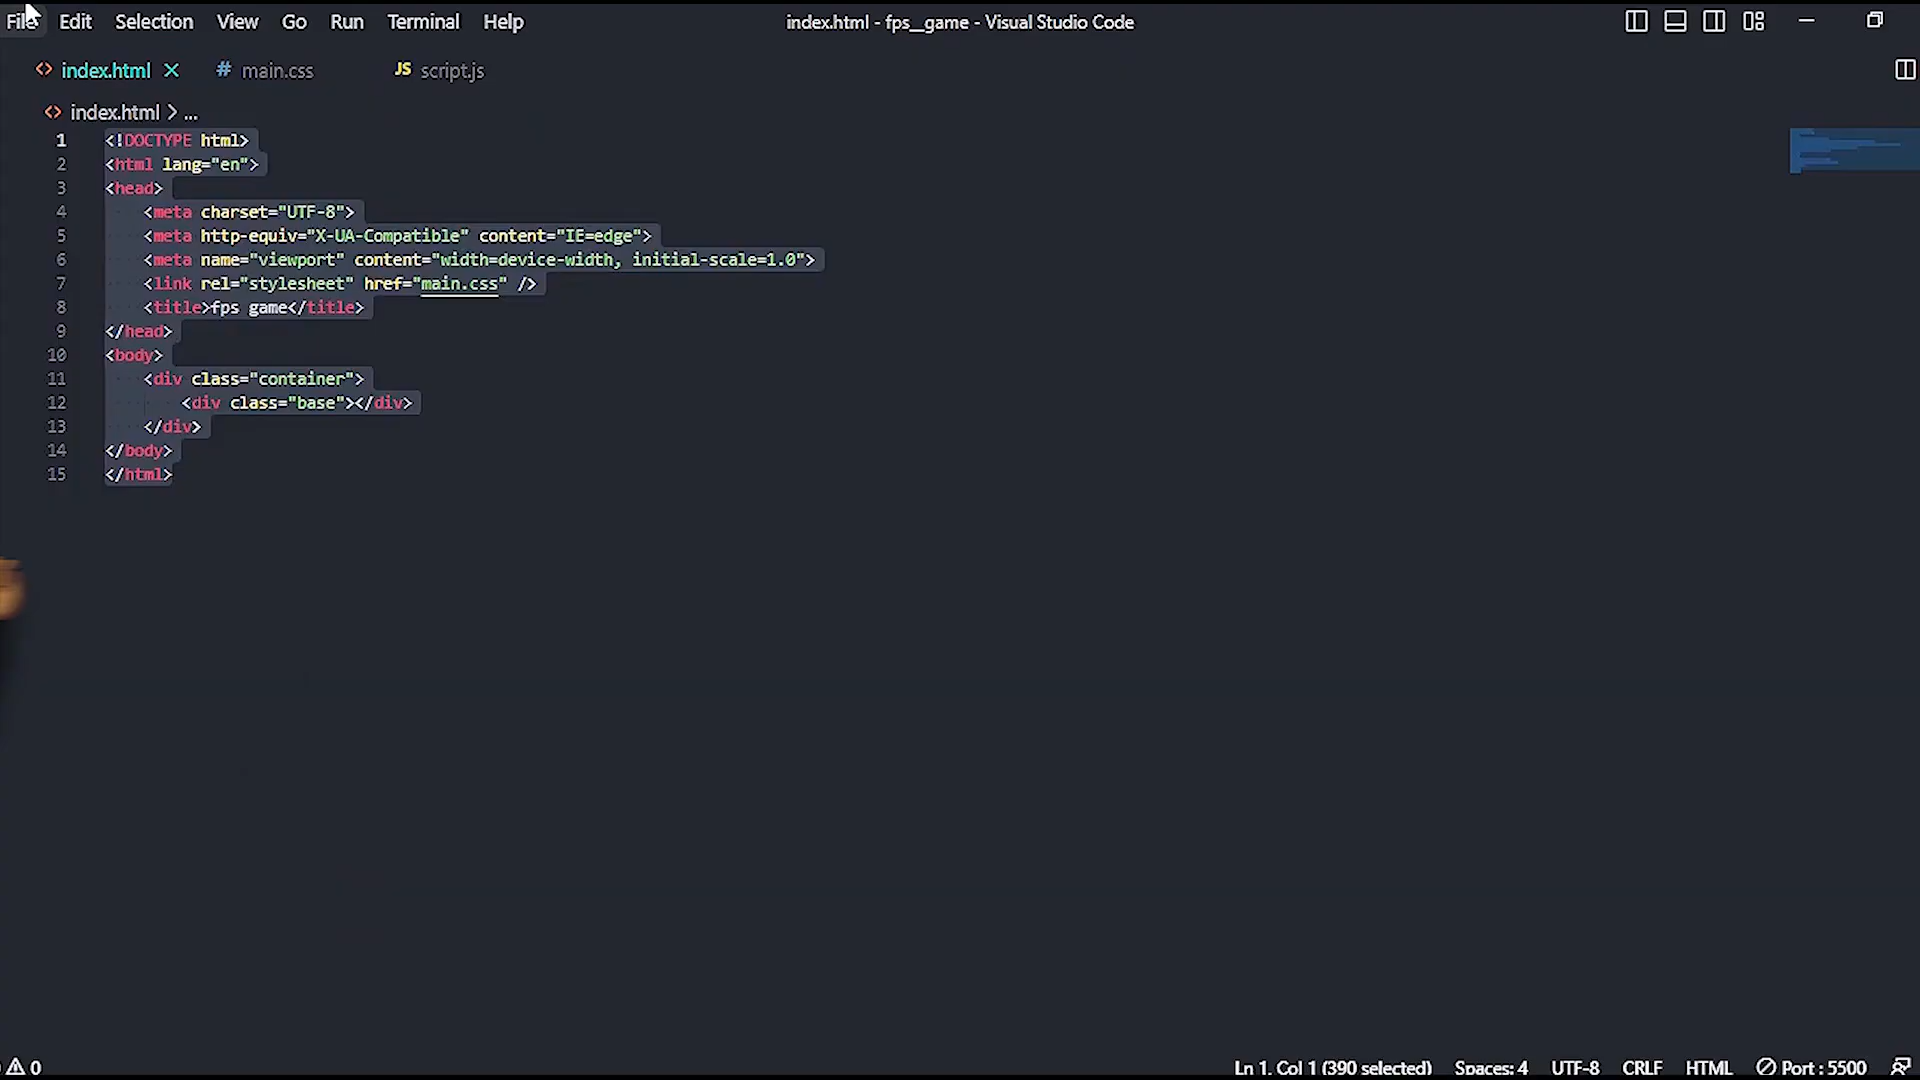 File Edit Selection View Go Run Terminal Help index.html - fps_game - Visual Studio Code
<> index.html # main.css JS script.js
<> index.html > ...
1 <!DOCTYPE html>
2 <html lang="en">
3 <head>
4 <meta charset="UTF-8">
5 <meta http-equiv="X-UA-Compatible" content="IE=edge">
6 <meta name="viewport" content="width=device-width, initial-scale=1.0">
7 <link rel="stylesheet" href="main.css" />
8 <title>fps game</title>
9 </head>
10 <body>
11 <div class="container">
12 <div class="base"></div>
13 </div>
14 </body>
15 </html>
0 Ln 1, Col 1 (390 selected) Spaces: 4 UTF-8 CRLF HTML Port : 5500